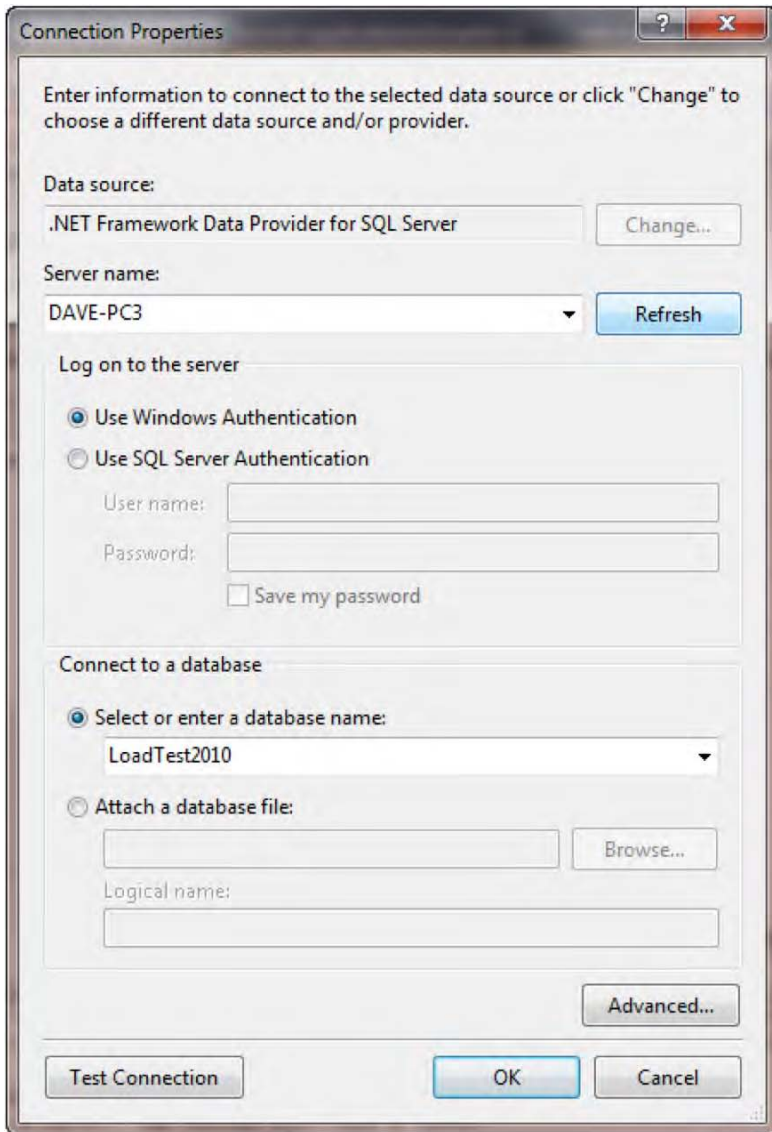 Connection Properties
?
X
Enter information to connect to the selected data source or click "Change" to
choose a different data source and/or provider.
Data source:
.NET Framework Data Provider for SQL Server
Change...
Server name:
DAVE-PC3
Refresh
Log on to the server
Use Windows Authentication
Use SQL Server Authentication
User name:
Password:
Save my password
Connect to a database
Select or enter a database name:
LoadTest2010
Attach a database file:
Browse...
Logical name:
Advanced...
Test Connection
OK
Cancel